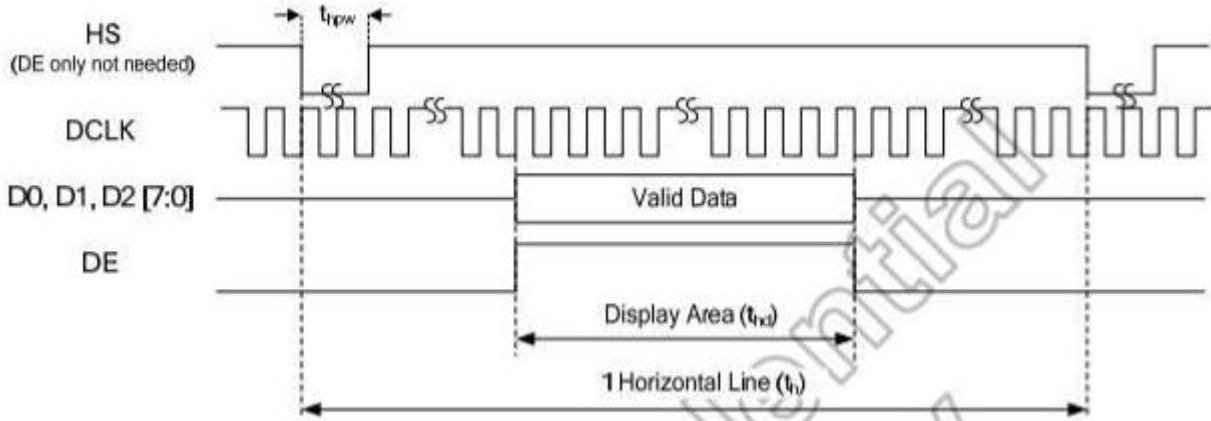 t_hpw
HS
(DE only not needed)
DCLK
D0, D1, D2 [7:0]
Valid Data
DE
Display Area (t_hd)
1 Horizontal Line (t_h)